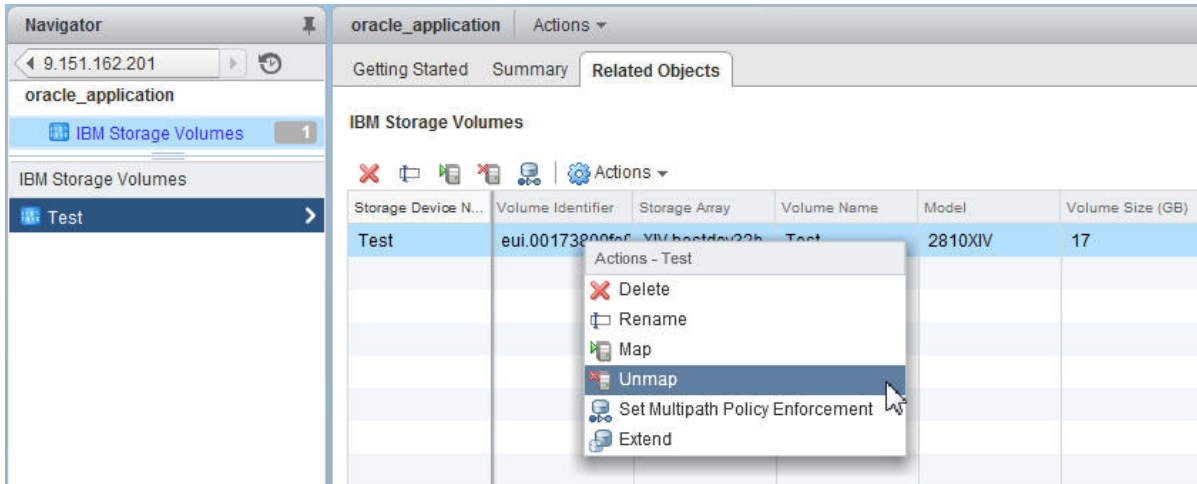 Navigator
9.151.162.201
oracle_application
IBM Storage Volumes 1
IBM Storage Volumes
Test
oracle_application Actions
Getting Started Summary Related Objects
IBM Storage Volumes
Actions
Storage Device N... Volume Identifier Storage Array Volume Name Model Volume Size (GB)
Test Test 2810XIV 17
Actions - Test
Delete
Rename
Map
Unmap
Set Multipath Policy Enforcement
Extend